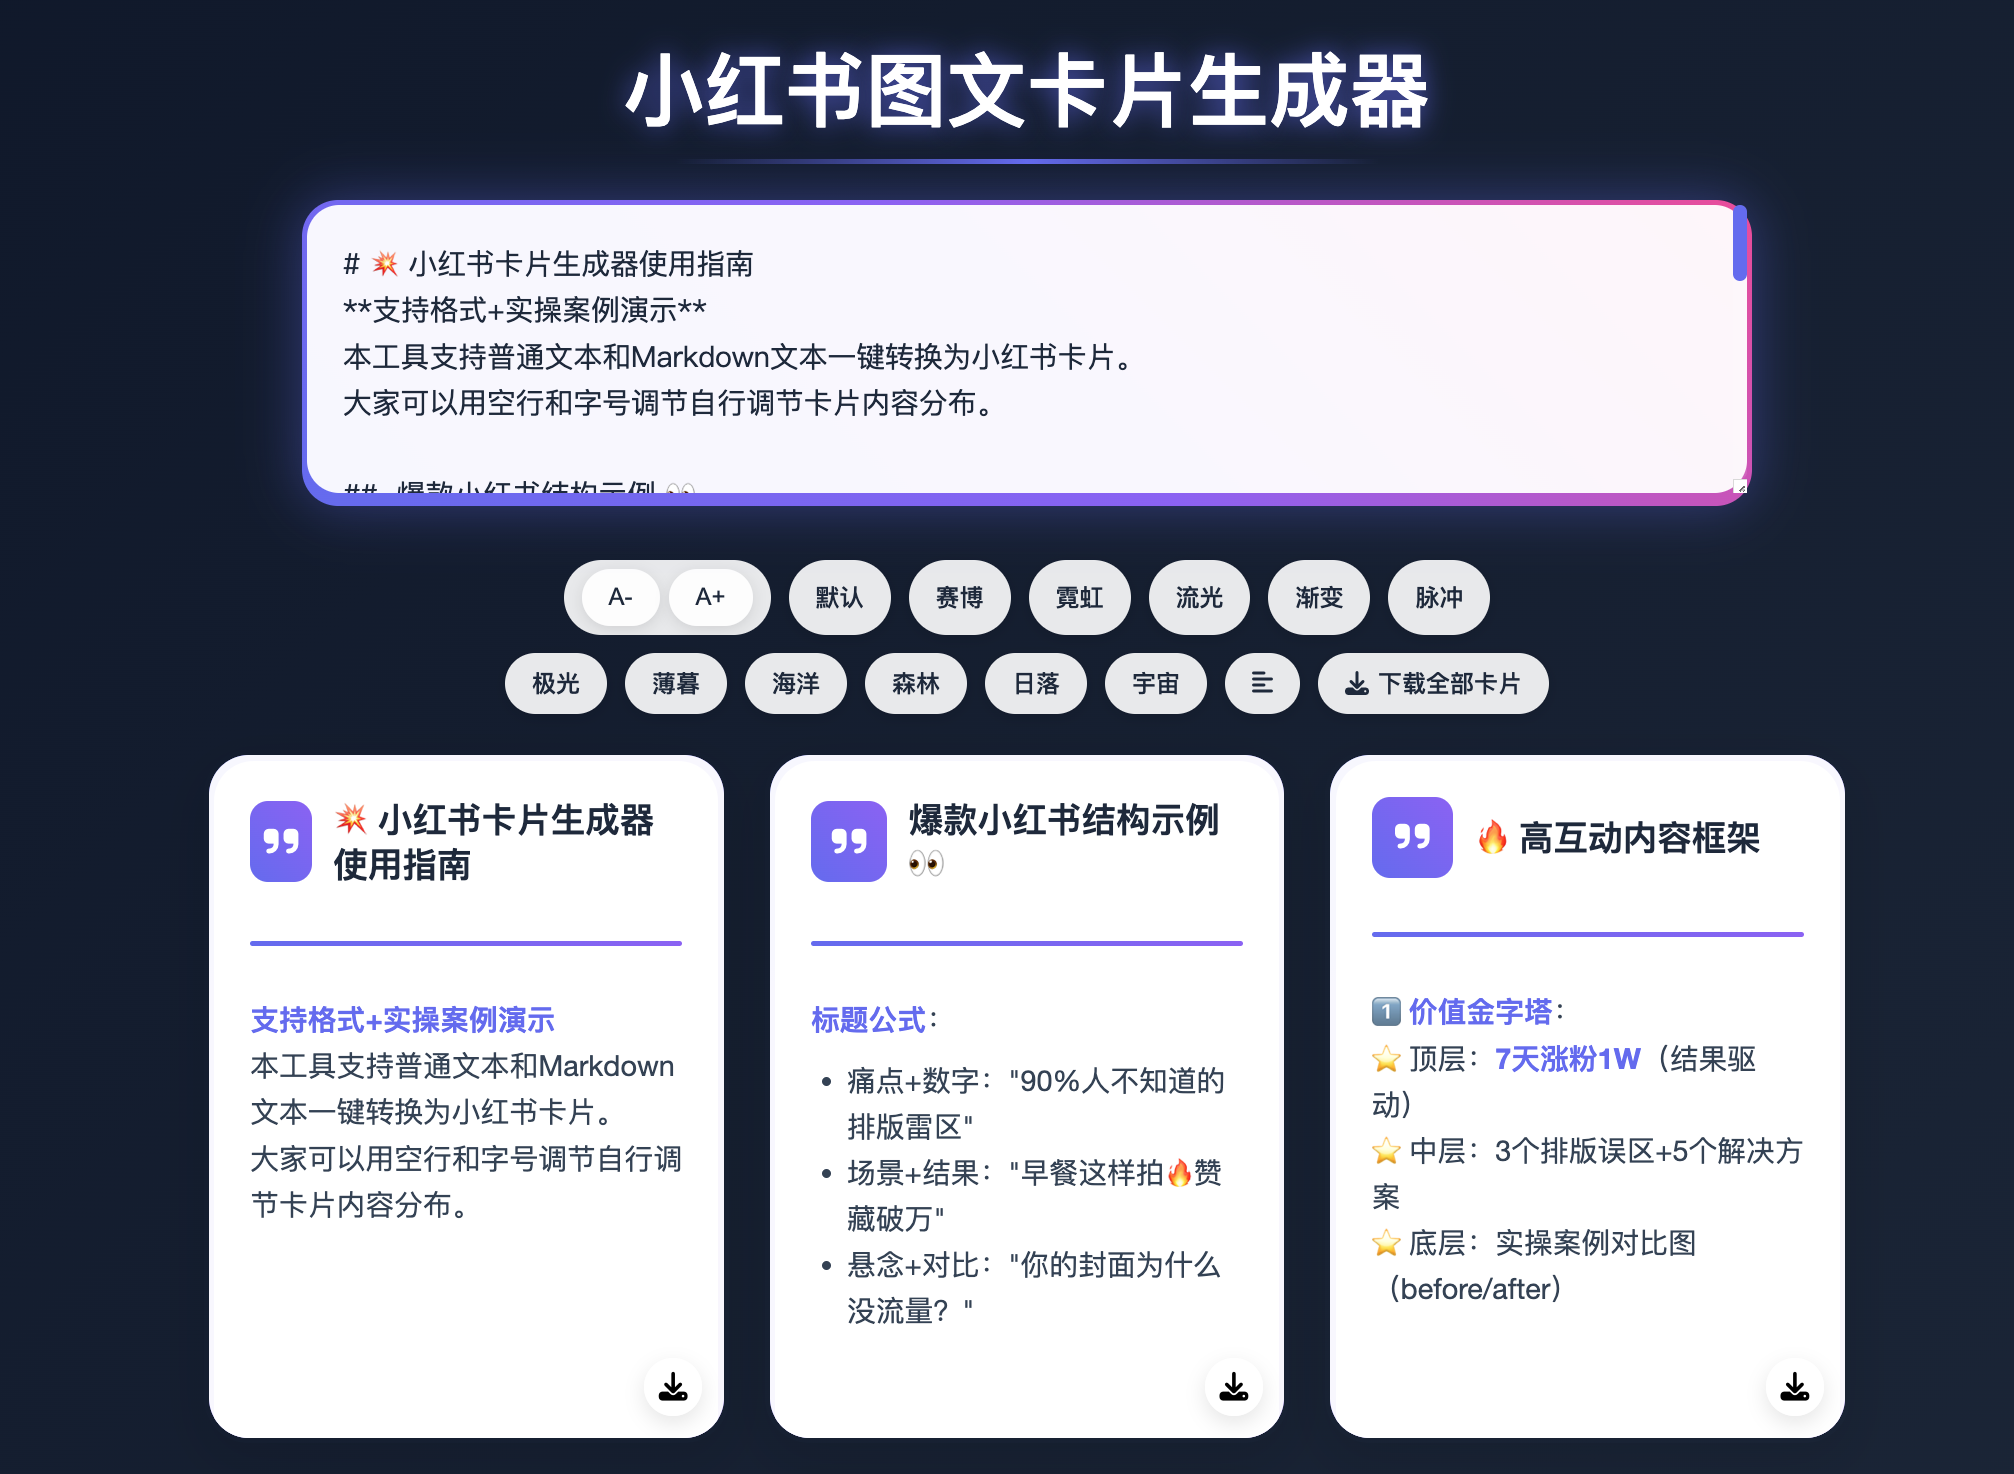 小红书图文卡片生成器
# 💥 小红书卡片生成器使用指南
**支持格式+实操案例演示**
本工具支持普通文本和Markdown文本一键转换为小红书卡片。
大家可以用空行和字号调节自行调节卡片内容分布。
## 爆款小红书结构示例 👀
A- A+ 默认 赛博 霓虹 流光 渐变 脉冲
极光 薄暮 海洋 森林 日落 宇宙 下载全部卡片
💥 小红书卡片生成器
使用指南
支持格式+实操案例演示
本工具支持普通文本和Markdown
文本一键转换为小红书卡片。
大家可以用空行和字号调节自行调
节卡片内容分布。
爆款小红书结构示例
👀
标题公式：
• 痛点+数字："90%人不知道的
排版雷区"
• 场景+结果："早餐这样拍🔥赞
藏破万"
• 悬念+对比："你的封面为什么
没流量？"
🔥 高互动内容框架
1️⃣ 价值金字塔：
⭐ 顶层：7天涨粉1W（结果驱
动）
⭐ 中层：3个排版误区+5个解决方
案
⭐ 底层：实操案例对比图
（before/after）